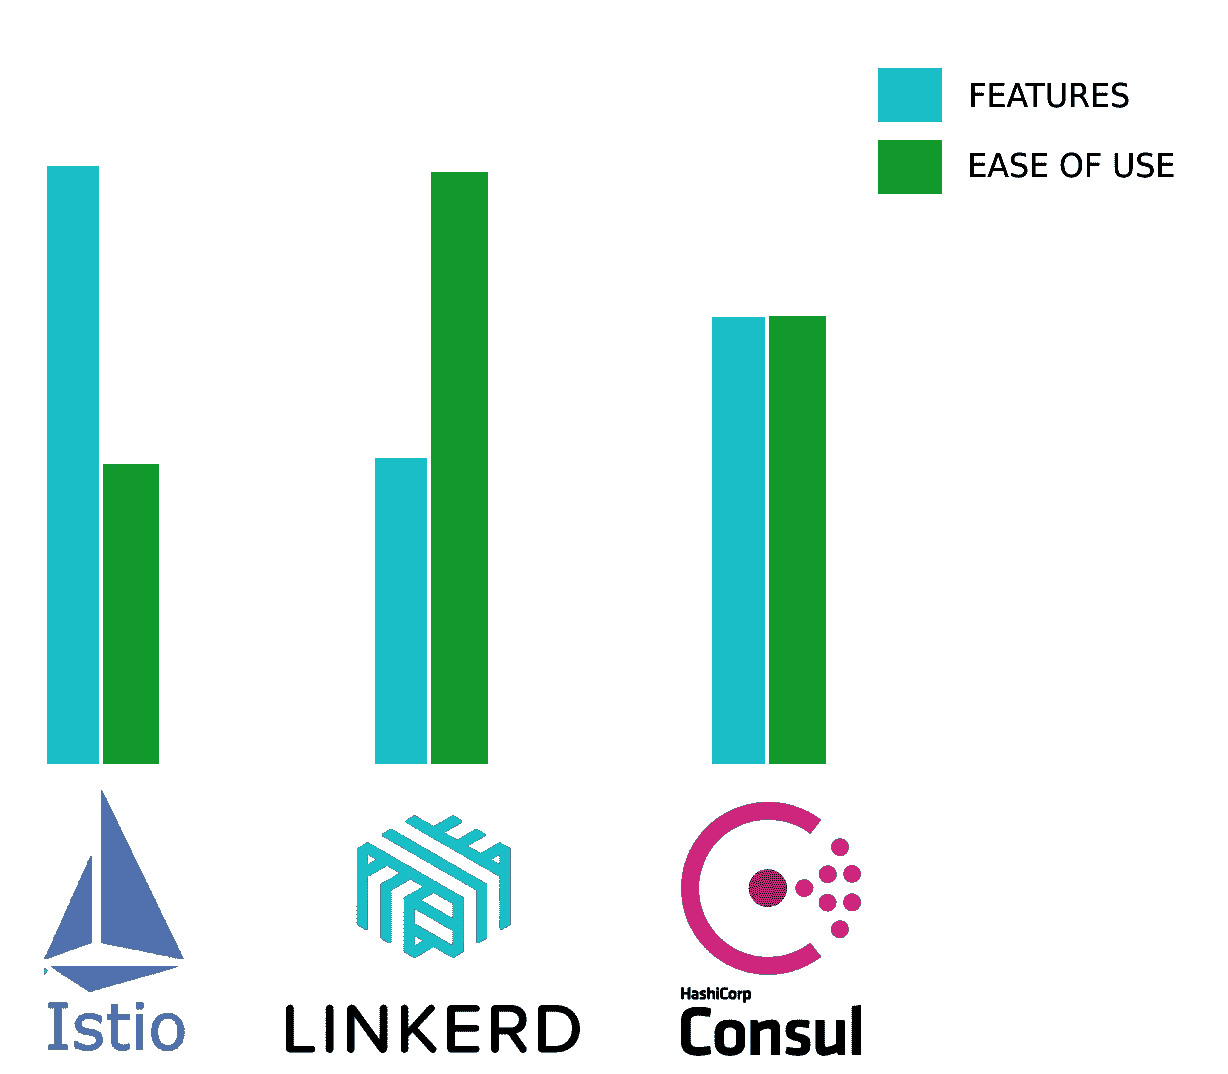 FEATURES
EASE OF USE
Istio
LINKERD
HashiCorp
Consul